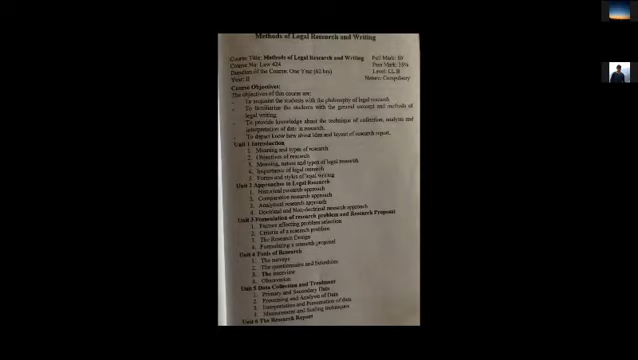 Methods of Legal Research and Writing
Course Title: Methods of Legal Research and Writing Full Mark:
Course No: Law 424 Pass Mark: 35%
Duration of the Course: One Year Level: LL.B
Year: II Nature: Compulsory
Course Objectives:
The objectives of this course are:
- To acquaint the students with the philosophy of legal research
- To familiarize the students with the general concept and methods of
legal writing
- To provide knowledge about the technique of collection, analysis and
interpretation of data in research.
- To depart know how about idea and layout of research report.
Unit 1 Introduction
1. Meaning and types of research
2. Objectives of research
3. Meaning, nature and types of legal research
4. Importance of legal research
5. Forms and styles of legal writing
Unit 2 Approaches to Legal Research
1. Historical research approach
2. Comparative research approach
3. Analytical research approach
4. Doctrinal and Non-doctrinal research approach
Unit 3 Formulation of research problem and Research Proposal
1. Factors affecting problem selection
2. Criteria of a research problem
3. The Research Design
4. Formulating a research proposal
Unit 4 Tools of Research
1. The surveys
2. The questionnaire and Schedules
3. The interview
4. Observation
Unit 5 Data Collection and Treatment
1. Primary and Secondary Data
2. Processing and Analysis of Data
3. Interpretation and Presentation of data
4. Measurement and Scaling techniques
Unit 6 The Research Report